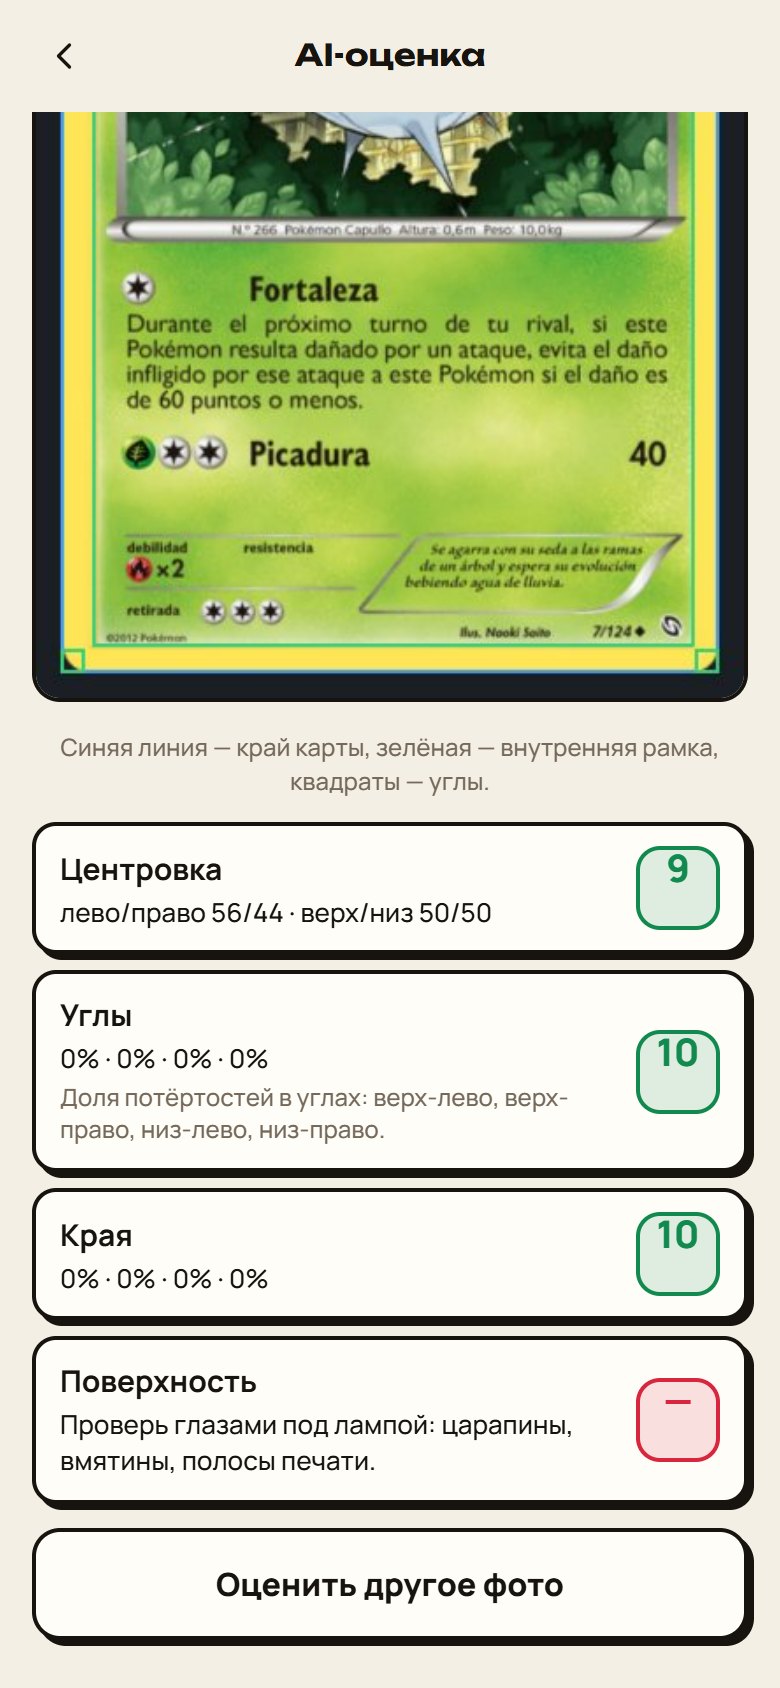 AI-оценка
N.º 266 Pokémon Capullo Altura: 0,6m Peso: 10,0kg
Fortaleza
Durante el próximo turno de tu rival, si este
Pokémon resulta dañado por un ataque, evita el daño
infligido por ese ataque a este Pokémon si el daño es
de 60 puntos o menos.
Picadura 40
debilidad resistencia
×2
Se agarra con su seda a las ramas
de un árbol y espera su evolución
bebiendo agua de lluvia.
retirada
©2012 Pokémon
Ilus. Naoki Saito 7/124
Синяя линия — край карты, зелёная — внутренняя рамка,
квадраты — углы.
Центровка
лево/право 56/44 · верх/низ 50/50
9
Углы
0% · 0% · 0% · 0%
Доля потёртостей в углах: верх-лево, верх-
право, низ-лево, низ-право.
10
Края
0% · 0% · 0% · 0%
10
Поверхность
Проверь глазами под лампой: царапины,
вмятины, полосы печати.
—
Оценить другое фото